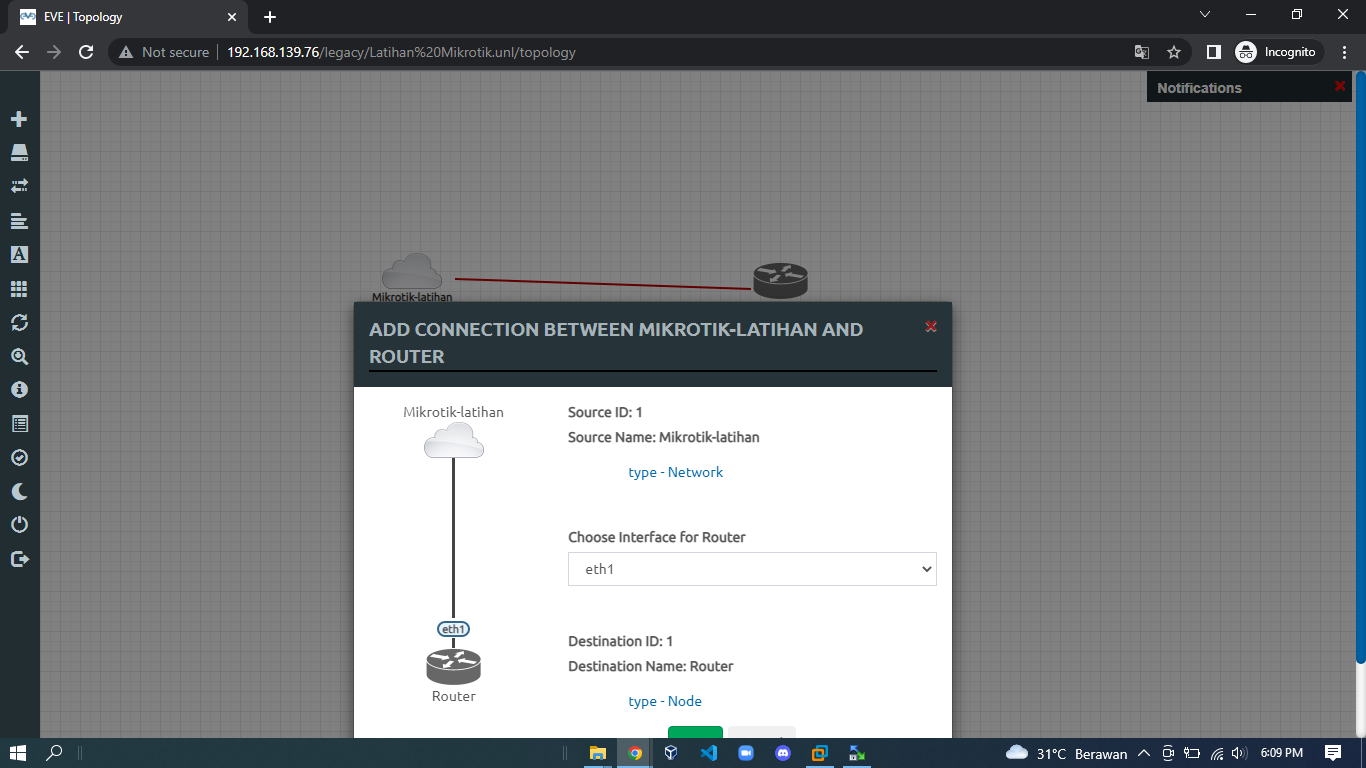 EVE | Topology
Not secure
192.168.139.76/legacy/Latihan%20Mikrotik.unl/topology
Incognito
Notifications
A
Mikrotik-latihan
ADD CONNECTION BETWEEN MIKROTIK-LATIHAN AND
ROUTER
Mikrotik-latihan
Source ID: 1
Source Name: Mikrotik-latihan
type - Network
Choose Interface for Router
eth1
eth1
Destination ID: 1
Destination Name: Router
Router
type - Node
31°C Berawan
6:09 PM